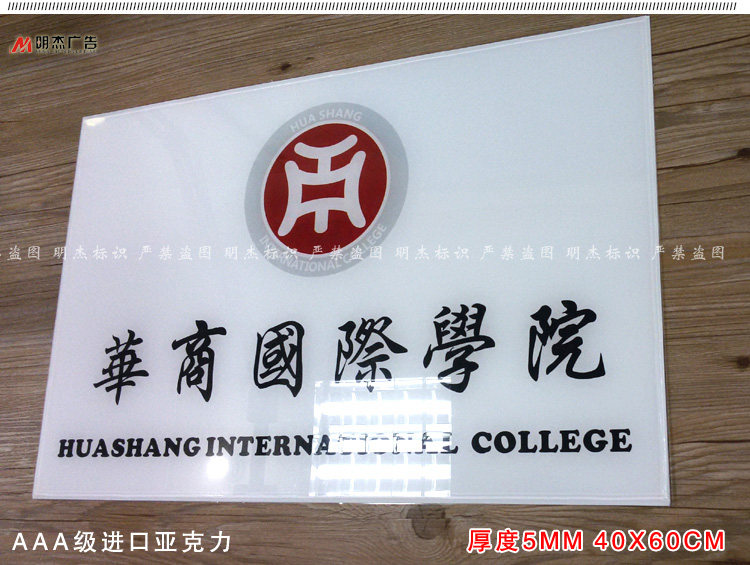 明杰广告
HUA SHANG
INTERNATIONAL COLLEGE
严禁盗图 明杰标识 严禁盗图 明杰标识 严禁盗图 明杰标识 严禁盗图
華商國際學院
HUASHANG INTERNATIONAL COLLEGE
AAA级进口亚克力
厚度5MM 40X60CM